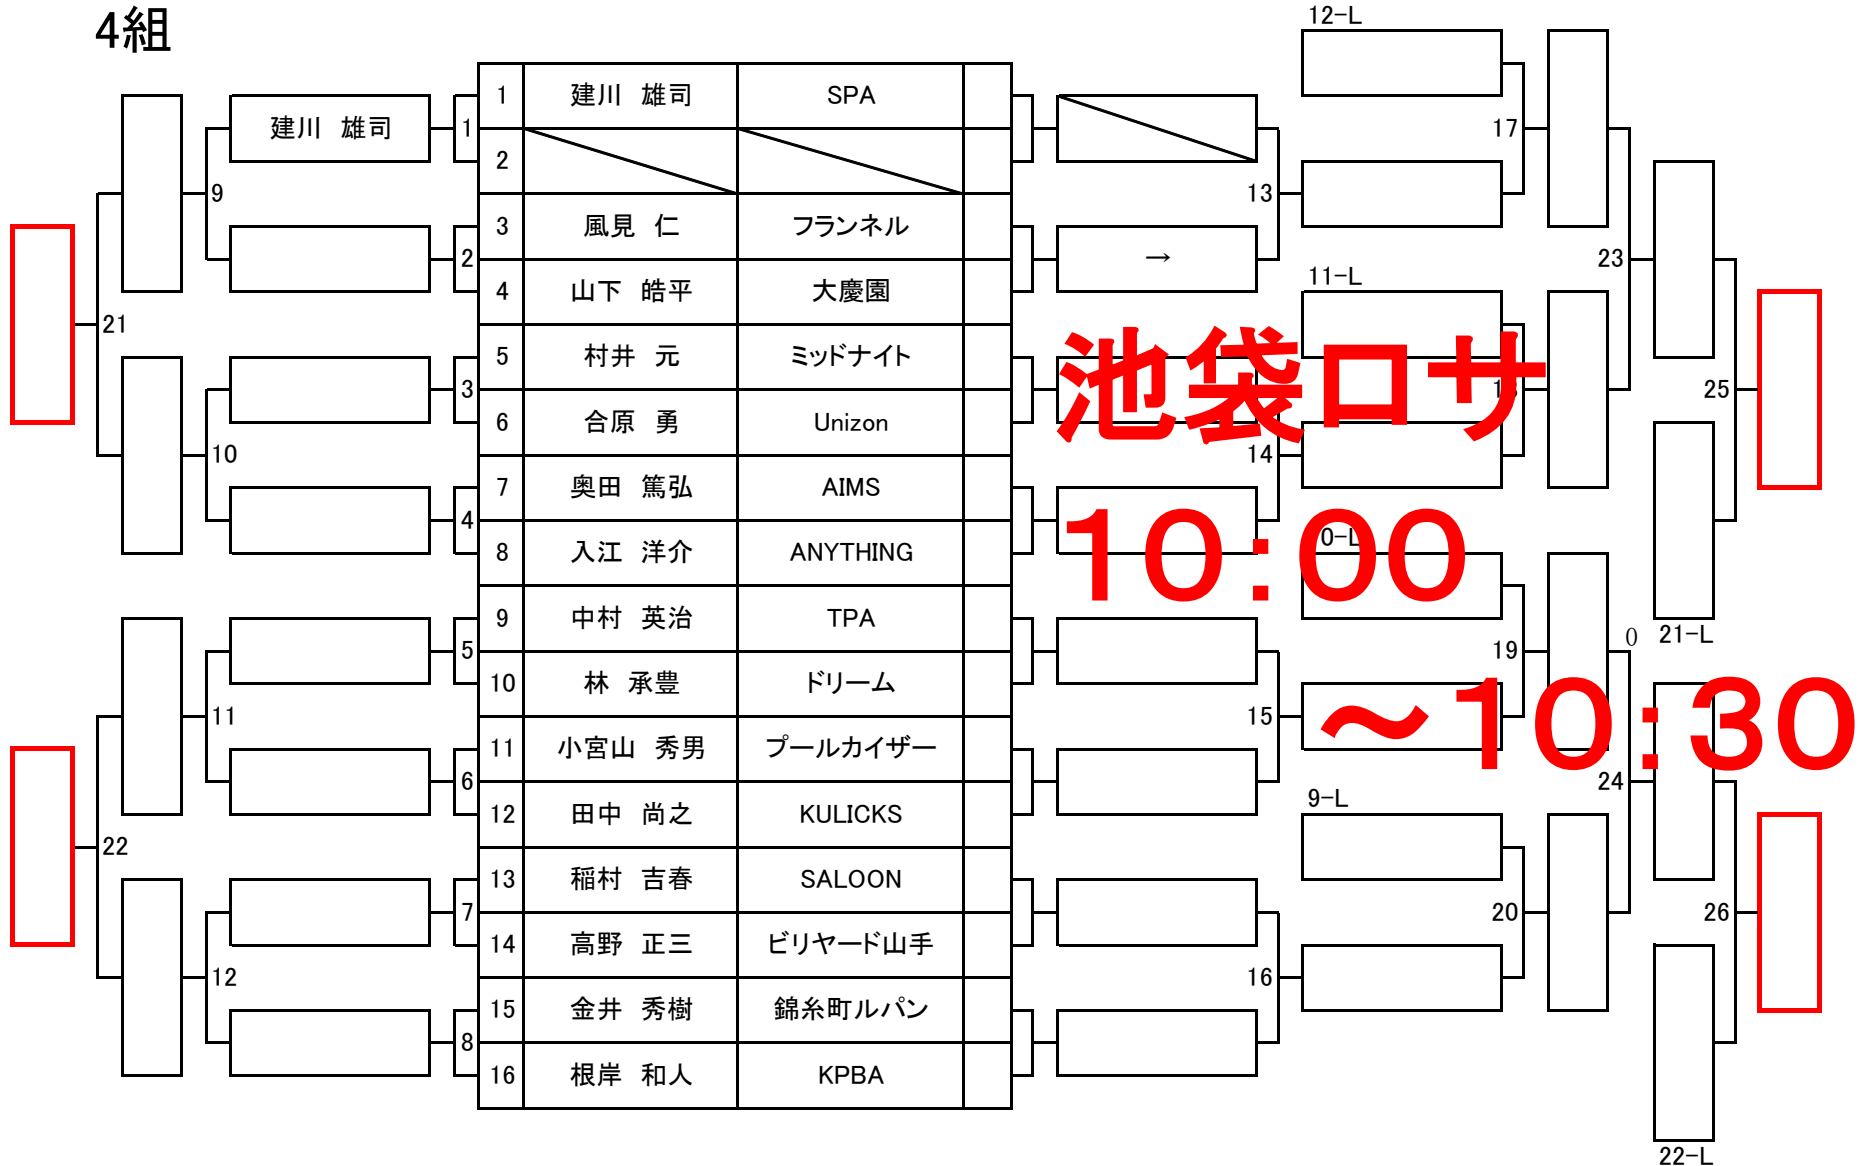 4組
12-L
1 建川 雄司 SPA
建川 雄司 1
17
2
9
13
3 風見 仁 フランネル
2
→
23
4 山下 皓平 大慶園
11-L
21
池袋ロサ
5 村井 元 ミッドナイト
3
25
6 合原 勇 Unizon
10
14
7 奥田 篤弘 AIMS
4
10:00
0-L
8 入江 洋介 ANYTHING
9 中村 英治 TPA
0
21-L
5
19
10 林 承豊 ドリーム
11
15
～10:30
11 小宮山 秀男 プールカイザー
6
24
9-L
12 田中 尚之 KULICKS
22
13 稲村 吉春 SALOON
7
20
26
14 高野 正三 ビリヤード山手
12
16
15 金井 秀樹 錦糸町ルパン
8
16 根岸 和人 KPBA
22-L